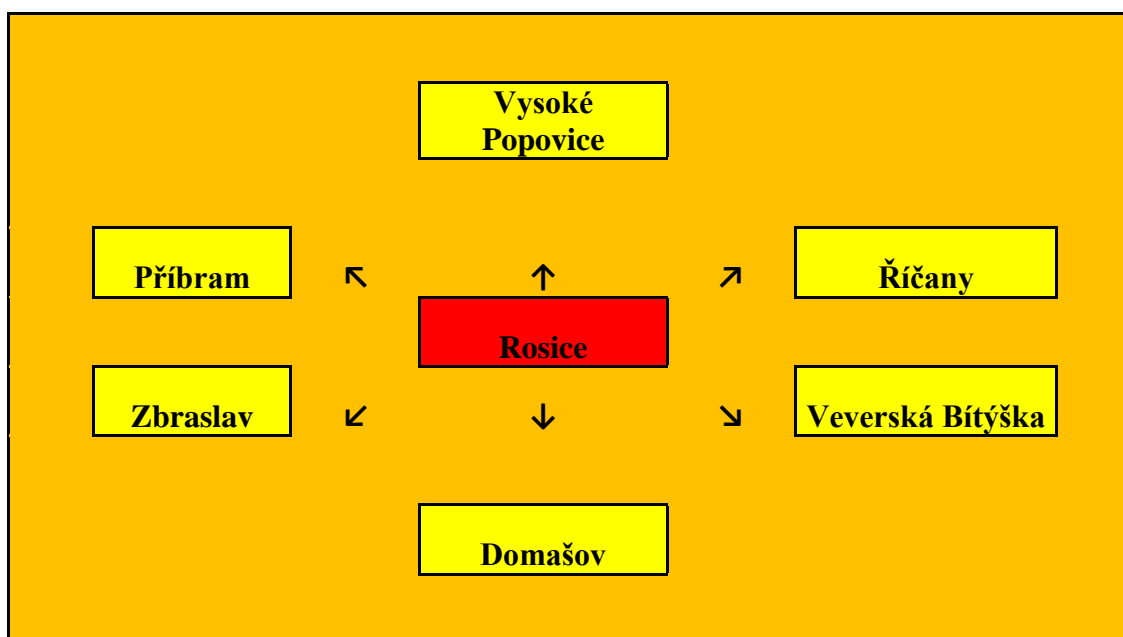 Vysoké
Popovice
Příbram ↖ ↑ ↗ Říčany
Rosice
Zbraslav ↙ ↓ ↘ Veverská Bítýška
Domašov